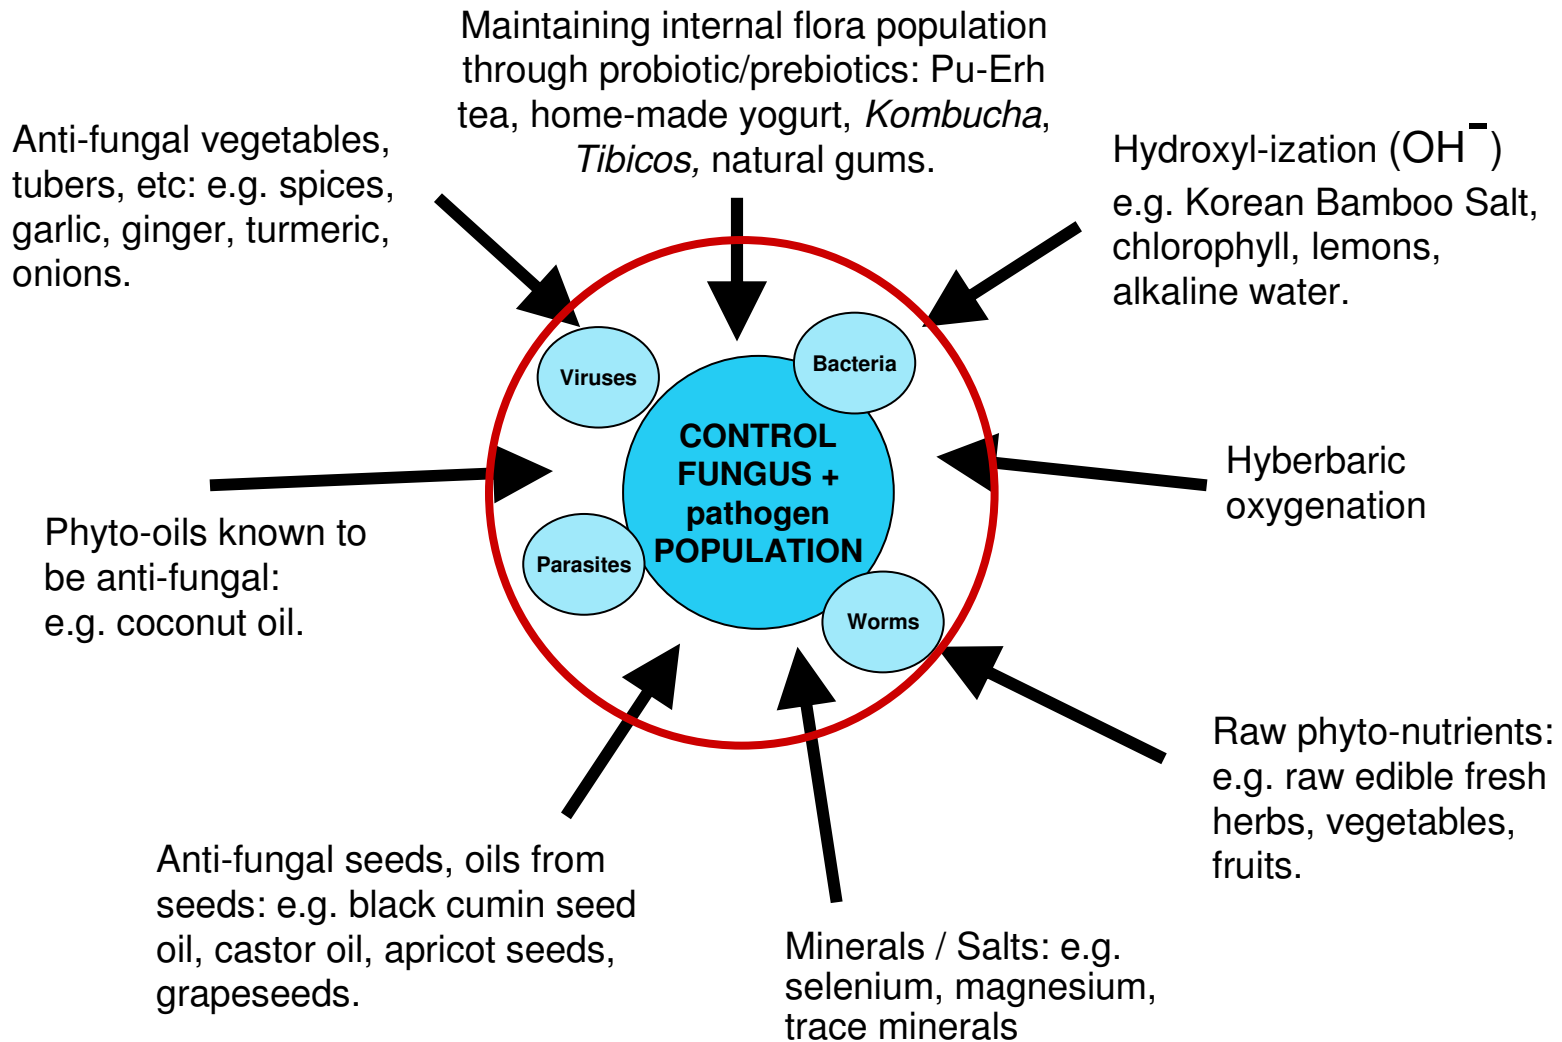 Maintaining internal flora population
through probiotic/prebiotics: Pu-Erh
tea, home-made yogurt, Kombucha,
Tibicos, natural gums.
Anti-fungal vegetables,
tubers, etc: e.g. spices,
garlic, ginger, turmeric,
onions.
Hydroxyl-ization (OH⁻)
e.g. Korean Bamboo Salt,
chlorophyll, lemons,
alkaline water.
Viruses
Bacteria
CONTROL
FUNGUS +
pathogen
POPULATION
Parasites
Worms
Hyberbaric
oxygenation
Phyto-oils known to
be anti-fungal:
e.g. coconut oil.
Raw phyto-nutrients:
e.g. raw edible fresh
herbs, vegetables,
fruits.
Anti-fungal seeds, oils from
seeds: e.g. black cumin seed
oil, castor oil, apricot seeds,
grapeseeds.
Minerals / Salts: e.g.
selenium, magnesium,
trace minerals